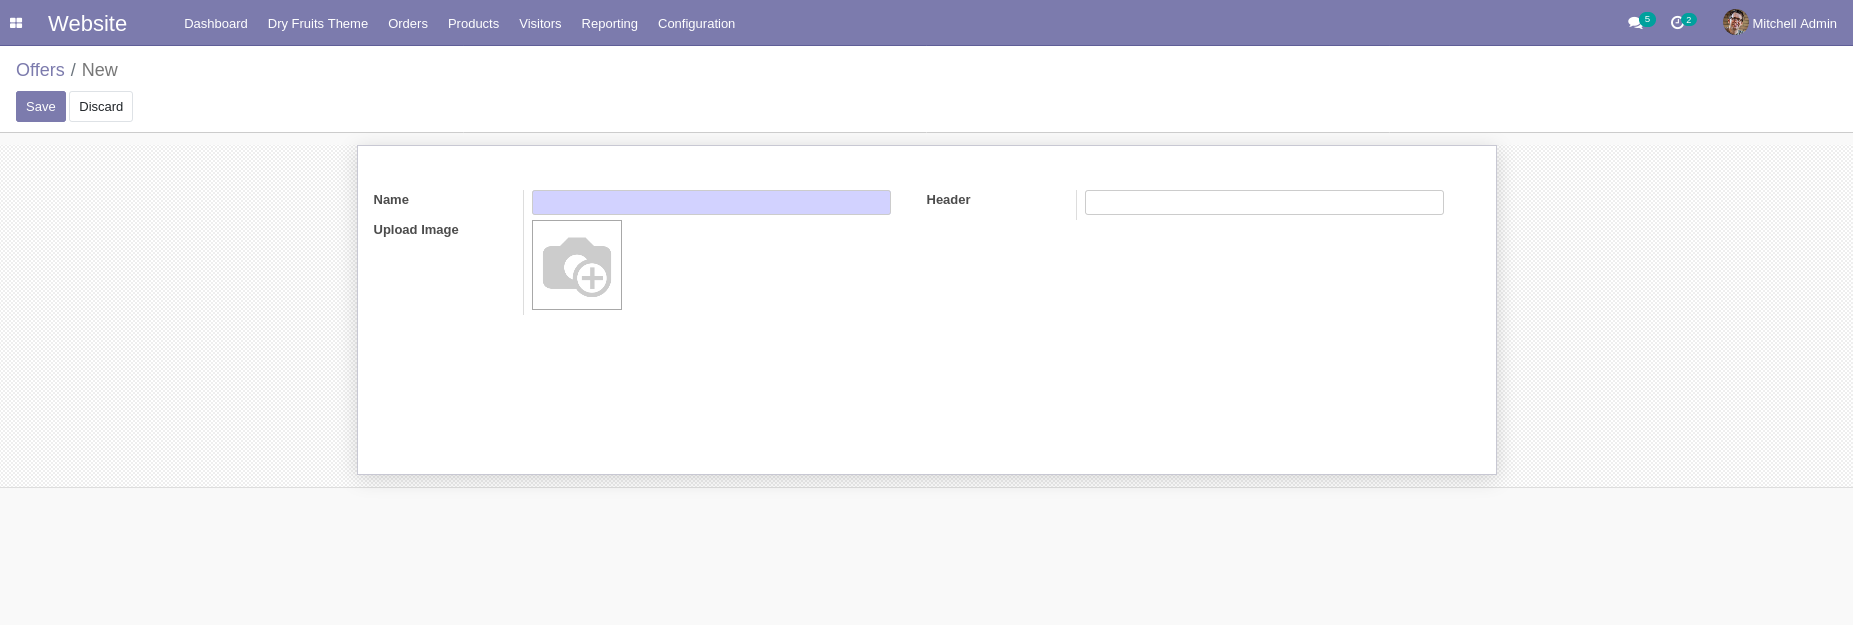 Website Dashboard Dry Fruits Theme Orders Products Visitors Reporting Configuration 5 2 Mitchell Admin
Offers / New
Save Discard
Name Header
Upload Image